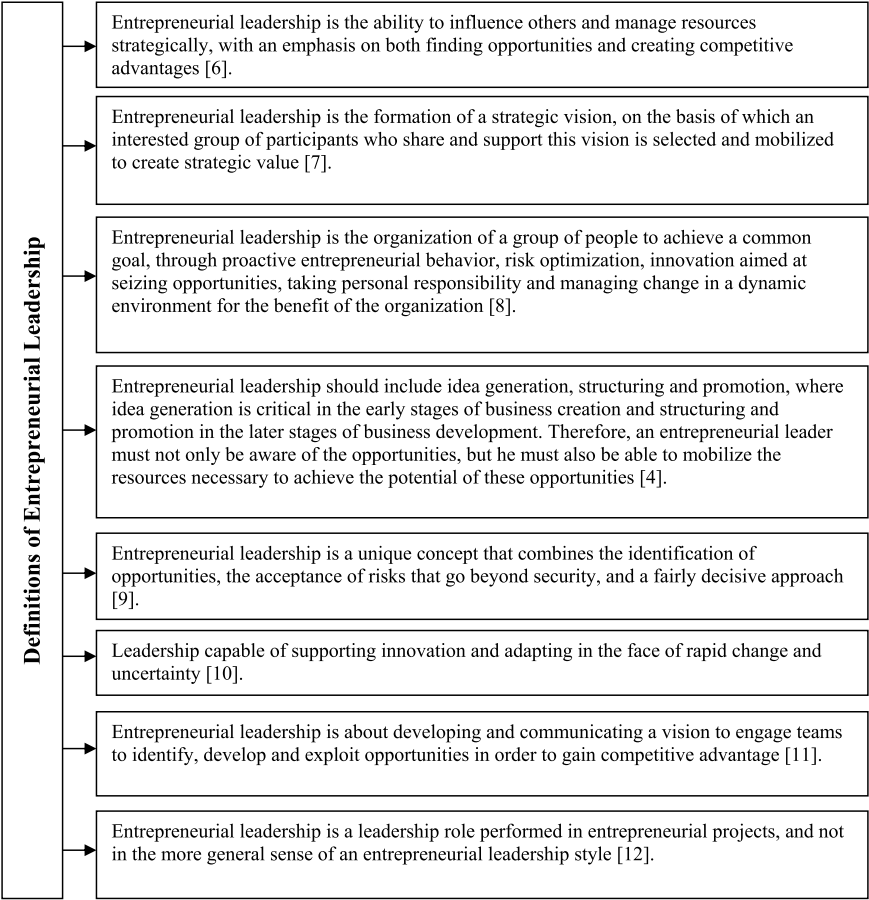 Definitions of Entrepreneurial Leadership
Entrepreneurial leadership is the ability to influence others and manage resources
strategically, with an emphasis on both finding opportunities and creating competitive
advantages [6].
Entrepreneurial leadership is the formation of a strategic vision, on the basis of which an
interested group of participants who share and support this vision is selected and mobilized
to create strategic value [7].
Entrepreneurial leadership is the organization of a group of people to achieve a common
goal, through proactive entrepreneurial behavior, risk optimization, innovation aimed at
seizing opportunities, taking personal responsibility and managing change in a dynamic
environment for the benefit of the organization [8].
Entrepreneurial leadership should include idea generation, structuring and promotion, where
idea generation is critical in the early stages of business creation and structuring and
promotion in the later stages of business development. Therefore, an entrepreneurial leader
must not only be aware of the opportunities, but he must also be able to mobilize the
resources necessary to achieve the potential of these opportunities [4].
Entrepreneurial leadership is a unique concept that combines the identification of
opportunities, the acceptance of risks that go beyond security, and a fairly decisive approach
[9].
Leadership capable of supporting innovation and adapting in the face of rapid change and
uncertainty [10].
Entrepreneurial leadership is about developing and communicating a vision to engage teams
to identify, develop and exploit opportunities in order to gain competitive advantage [11].
Entrepreneurial leadership is a leadership role performed in entrepreneurial projects, and not
in the more general sense of an entrepreneurial leadership style [12].